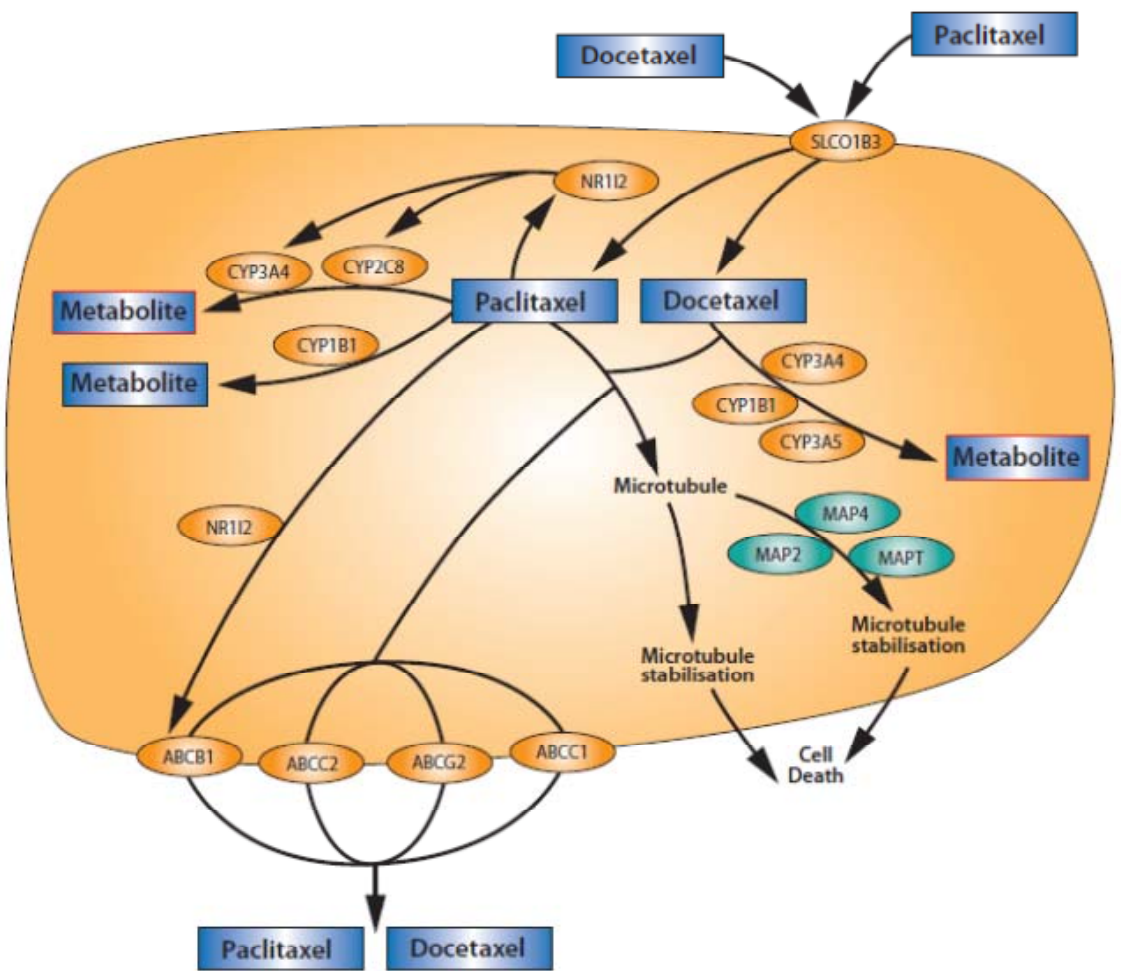 Docetaxel
Paclitaxel
SLCO1B3
NR1I2
CYP3A4
CYP2C8
Metabolite
Paclitaxel
Docetaxel
CYP1B1
Metabolite
CYP3A4
CYP1B1
CYP3A5
Metabolite
Microtubule
NR1I2
MAP4
MAP2
MAPT
Microtubule
stabilisation
Microtubule
stabilisation
ABCB1
ABCC2
ABCG2
ABCC1
Cell
Death
Paclitaxel
Docetaxel